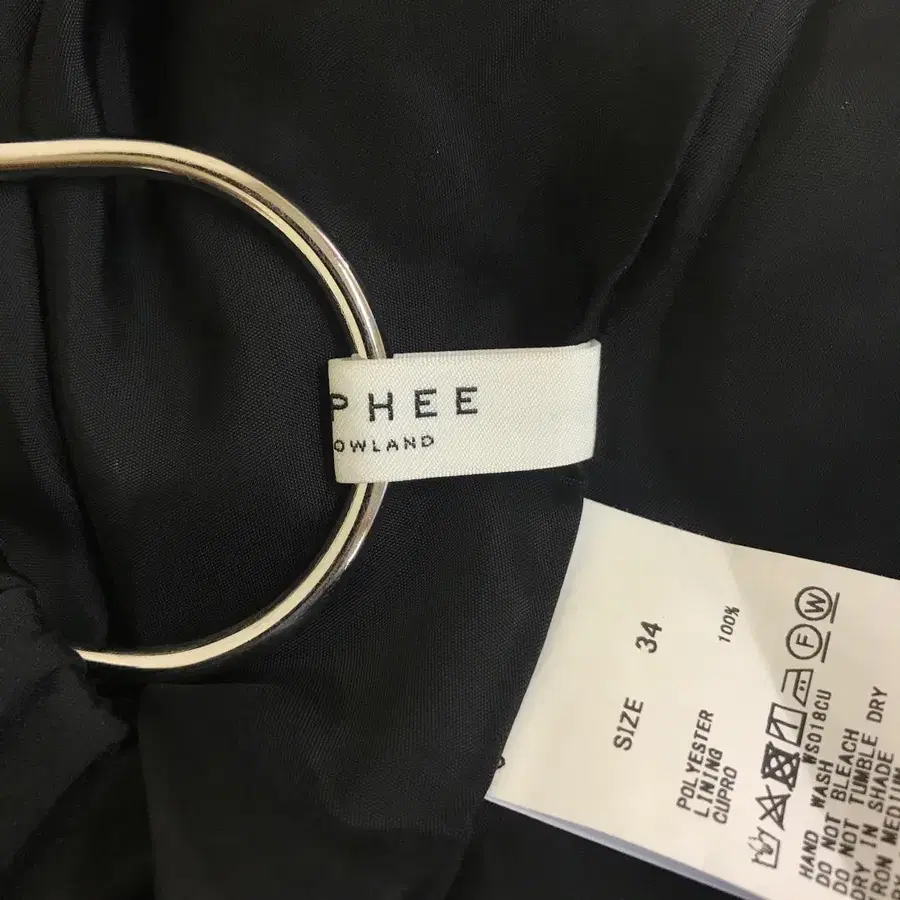 PHEE
OWLAND
SIZE 34
POLYESTER 100%
LINING
CUPRO
F W
WS018CU
HAND WASH
DO NOT BLEACH
DO NOT TUMBLE DRY
DRY IN SHADE
IRON MEDIUM